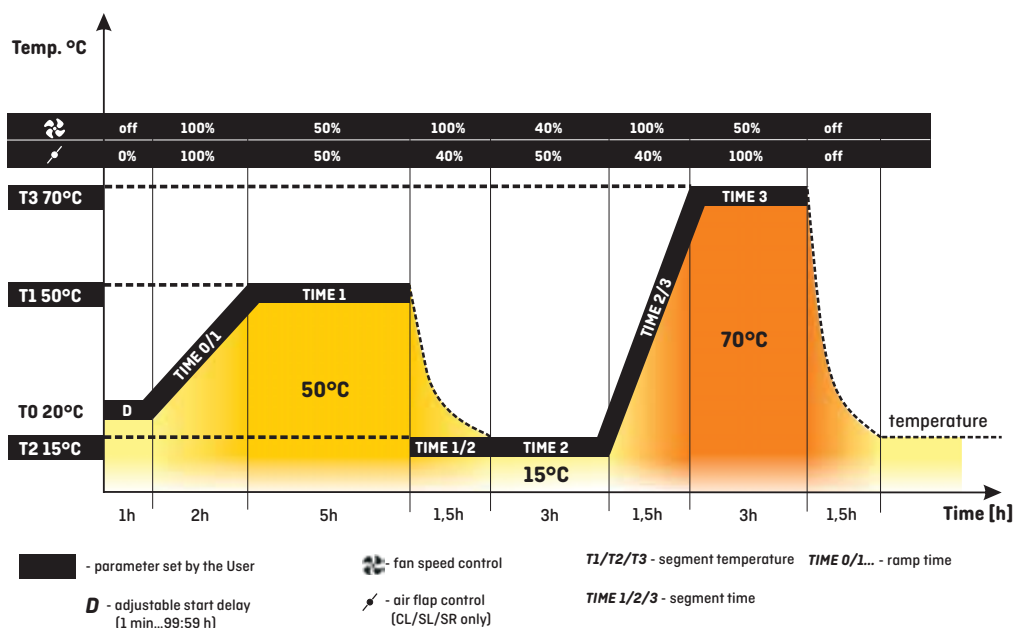 Temp. °C
off 100% 50% 100% 40% 100% 50% off
0% 100% 50% 40% 50% 40% 100% off
T3 70°C
TIME 3
T1 50°C
TIME 1
TIME 2/3
TIME 0/1
70°C
50°C
T0 20°C
D
temperature
T2 15°C
TIME 1/2
TIME 2
15°C
1h 2h 5h 1,5h 3h 1,5h 3h 1,5h Time [h]
- parameter set by the User
- fan speed control
T1/T2/T3 - segment temperature
TIME 0/1... - ramp time
D - adjustable start delay
(1 min...99:59 h)
- air flap control
(CL/SL/SR only)
TIME 1/2/3 - segment time